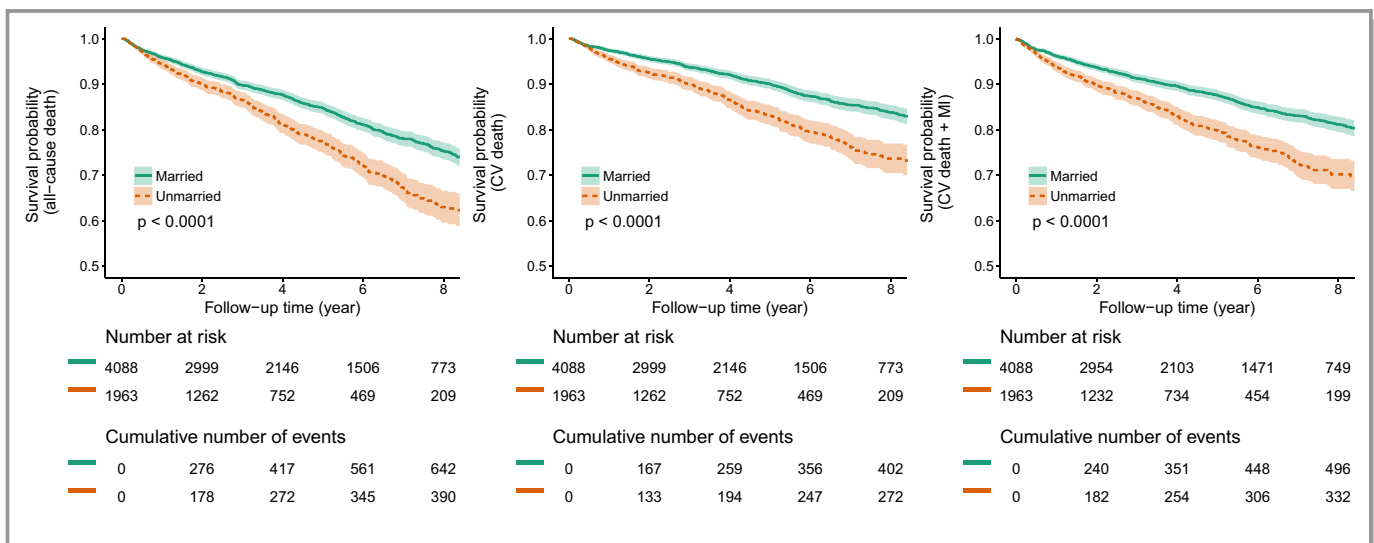 Survival probability
(all-cause death)
1.0
0.9
0.8
0.7
0.6
0.5
Married
Unmarried
p < 0.0001
0 2 4 6 8
Follow−up time (year)
Number at risk
4088 2999 2146 1506 773
1963 1262 752 469 209
Cumulative number of events
0 276 417 561 642
0 178 272 345 390
Survival probability
(CV death)
1.0
0.9
0.8
0.7
0.6
0.5
Married
Unmarried
p < 0.0001
0 2 4 6 8
Follow−up time (year)
Number at risk
4088 2999 2146 1506 773
1963 1262 752 469 209
Cumulative number of events
0 167 259 356 402
0 133 194 247 272
Survival probability
(CV death + MI)
1.0
0.9
0.8
0.7
0.6
0.5
Married
Unmarried
p < 0.0001
0 2 4 6 8
Follow−up time (year)
Number at risk
4088 2954 2103 1471 749
1963 1232 734 454 199
Cumulative number of events
0 240 351 448 496
0 182 254 306 332